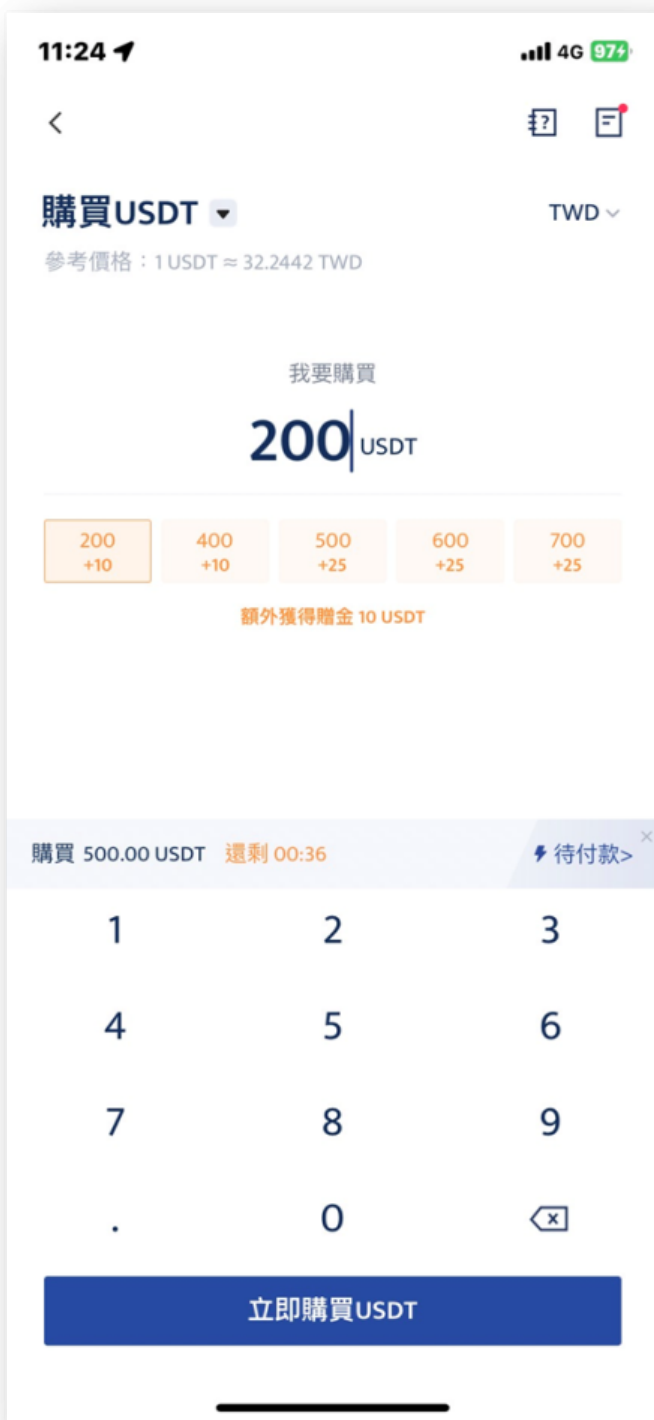 11:24 4G 97
購買USDT TWD
參考價格：1 USDT ≈ 32.2442 TWD
我要購買
200 USDT
200 400 500 600 700
+10 +10 +25 +25 +25
額外獲得贈金 10 USDT
購買 500.00 USDT 還剩 00:36 待付款>
1 2 3
4 5 6
7 8 9
. 0
立即購買USDT